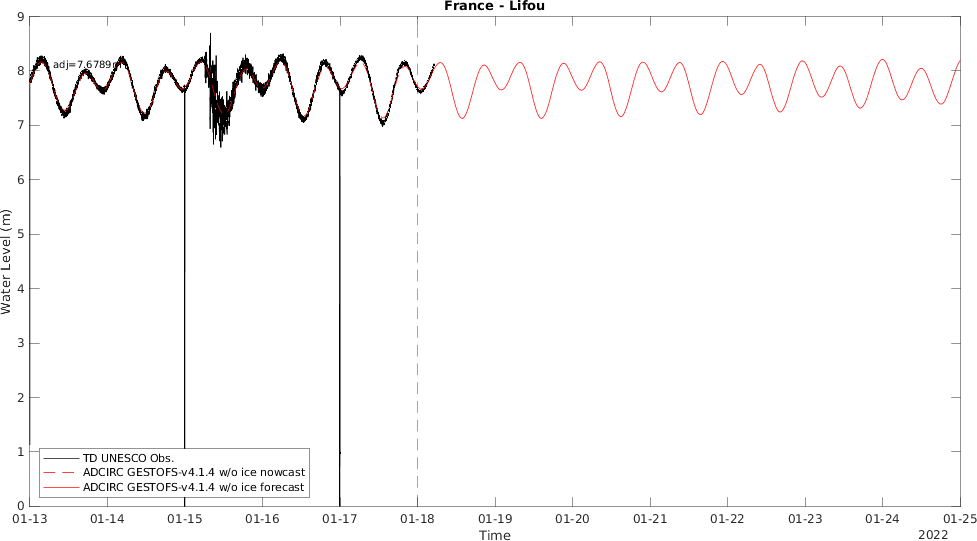 France - Lifou
9
8
7
6
5
4
3
2
1
0
Water Level (m)
adj=7.6789
TD UNESCO Obs.
ADCIRC GESTOFS-v4.1.4 w/o ice nowcast
ADCIRC GESTOFS-v4.1.4 w/o ice forecast
01-13 01-14 01-15 01-16 01-17 01-18 01-19 01-20 01-21 01-22 01-23 01-24 01-25
Time
2022